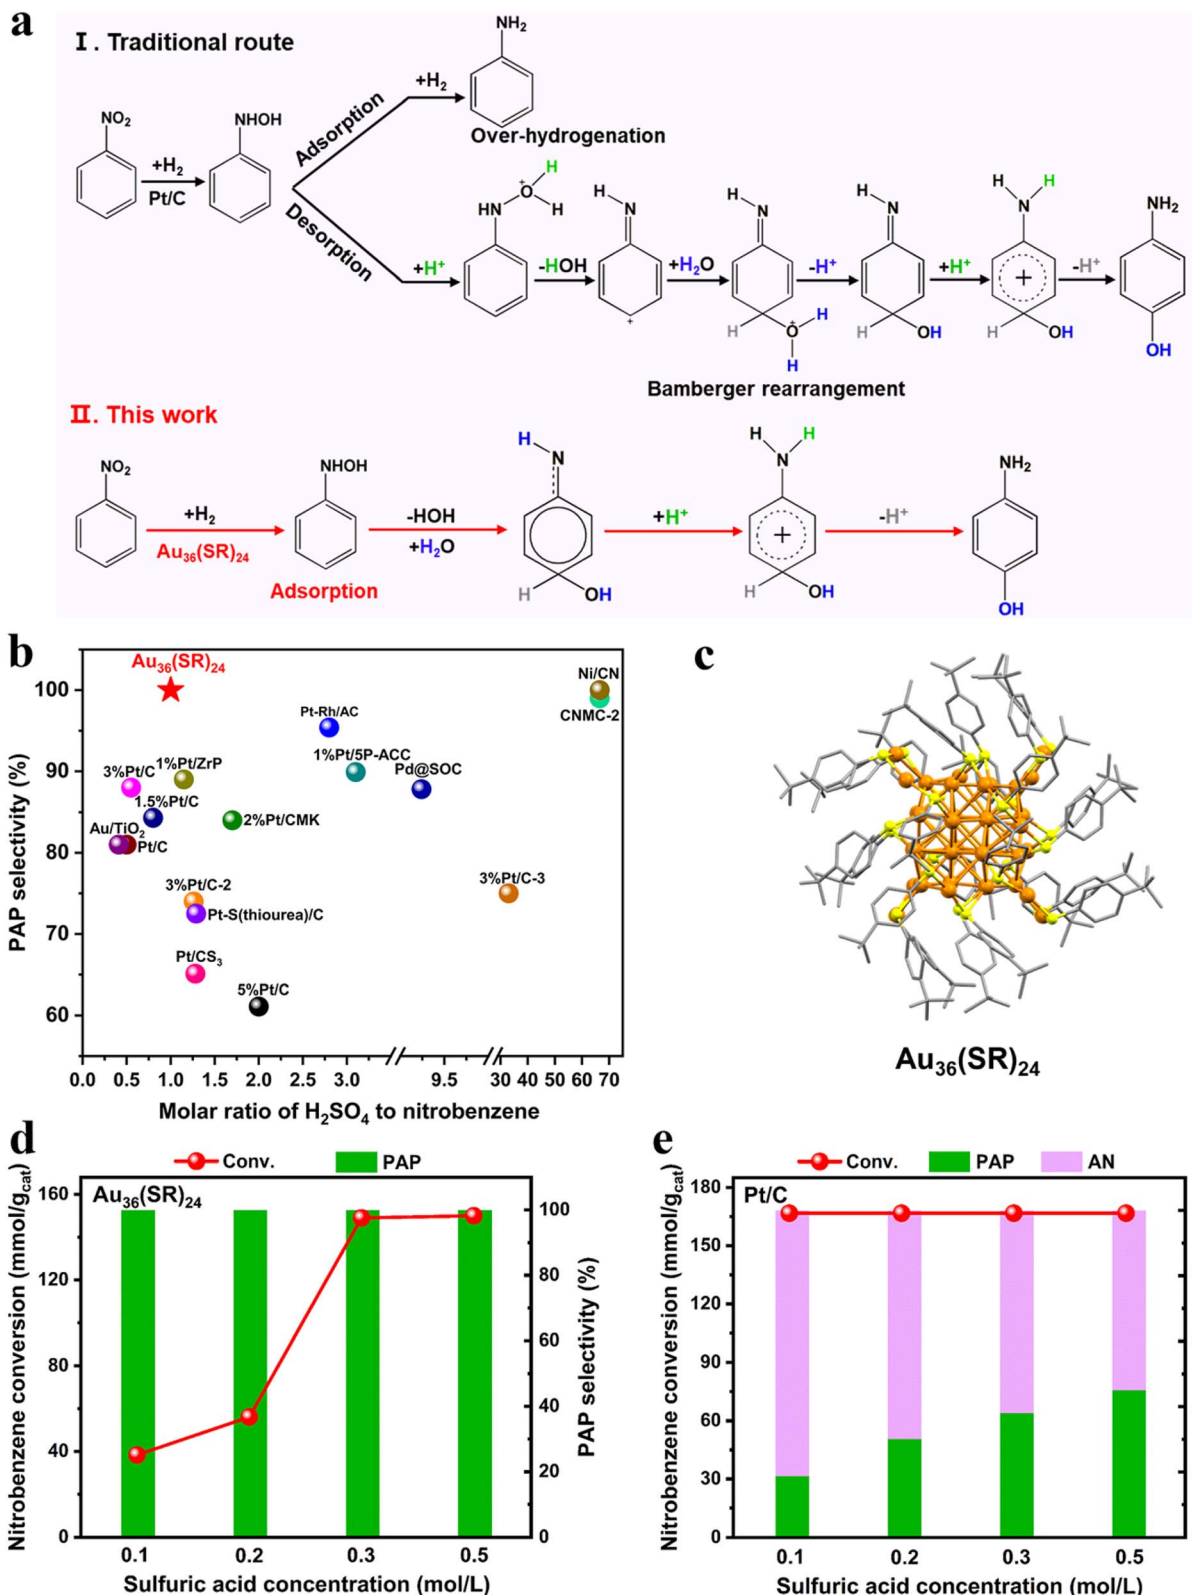 a
I. Traditional route
NO2
+H2
Pt/C
NHOH
Adsorption
+H2
NH2
Over-hydrogenation
Desorption
+H+
HN
O
+
H
H
-HOH
H
N
+
+H2O
H
N
H
O
+
H
H
-H+
H
N
H
OH
+H+
H
H
N
+
H
OH
-H+
NH2
OH
Bamberger rearrangement
II. This work
NO2
+H2
Au36(SR)24
NHOH
Adsorption
-HOH
+H2O
H
N
H
OH
+H+
H
H
N
+
H
OH
-H+
NH2
OH
b
PAP selectivity (%)
100
90
80
70
60
Au36(SR)24
Ni/CN
CNMC-2
Pt-Rh/AC
3%Pt/C
1%Pt/ZrP
1%Pt/5P-ACC
Pd@SOC
1.5%Pt/C
2%Pt/CMK
Au/TiO2
Pt/C
3%Pt/C-2
Pt-S(thiourea)/C
3%Pt/C-3
Pt/CS3
5%Pt/C
0.0 0.5 1.0 1.5 2.0 3.0 9.5 30 40 50 60 70
Molar ratio of H2SO4 to nitrobenzene
c
Au36(SR)24
d
Conv. PAP
Au36(SR)24
Nitrobenzene conversion (mmol/gcat)
160
120
80
40
0
PAP selectivity (%)
100
80
60
40
20
0
0.1 0.2 0.3 0.5
Sulfuric acid concentration (mol/L)
e
Conv. PAP AN
Pt/C
Nitrobenzene conversion (mmol/gcat)
180
150
120
90
60
30
0
0.1 0.2 0.3 0.5
Sulfuric acid concentration (mol/L)